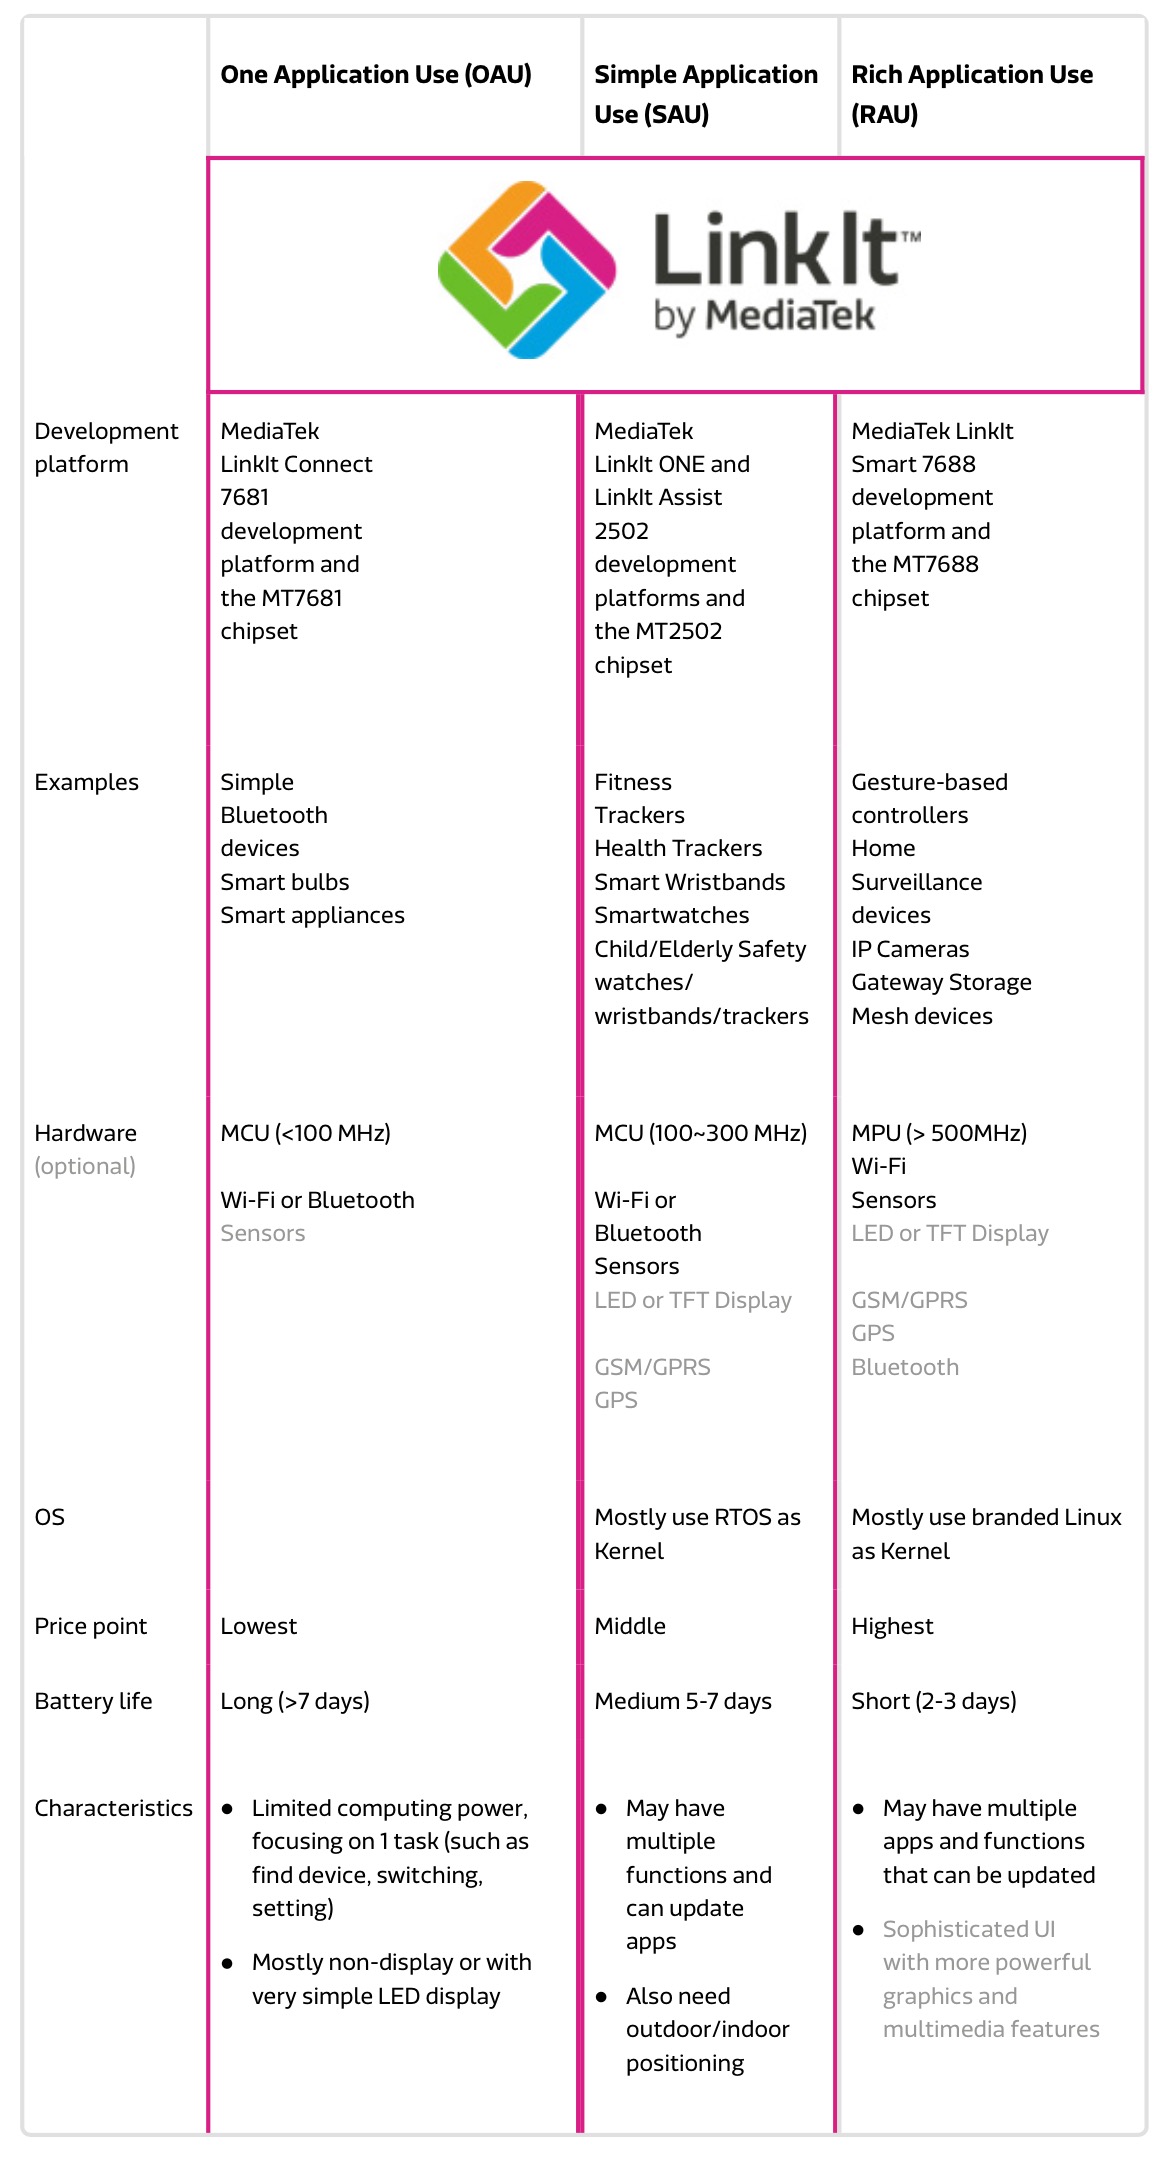 One Application Use (OAU)
Simple Application
Use (SAU)
Rich Application Use
(RAU)
LinkIt™
by MediaTek
Development
platform
MediaTek
LinkIt Connect
7681
development
platform and
the MT7681
chipset
MediaTek
LinkIt ONE and
LinkIt Assist
2502
development
platforms and
the MT2502
chipset
MediaTek LinkIt
Smart 7688
development
platform and
the MT7688
chipset
Examples
Simple
Bluetooth
devices
Smart bulbs
Smart appliances
Fitness
Trackers
Health Trackers
Smart Wristbands
Smartwatches
Child/Elderly Safety
watches/
wristbands/trackers
Gesture-based
controllers
Home
Surveillance
devices
IP Cameras
Gateway Storage
Mesh devices
Hardware
(optional)
MCU (<100 MHz)
Wi-Fi or Bluetooth
Sensors
MCU (100~300 MHz)
Wi-Fi or
Bluetooth
Sensors
LED or TFT Display
GSM/GPRS
GPS
MPU (> 500MHz)
Wi-Fi
Sensors
LED or TFT Display
GSM/GPRS
GPS
Bluetooth
OS
Mostly use RTOS as
Kernel
Mostly use branded Linux
as Kernel
Price point
Lowest
Middle
Highest
Battery life
Long (>7 days)
Medium 5-7 days
Short (2-3 days)
Characteristics
● Limited computing power,
focusing on 1 task (such as
find device, switching,
setting)
● Mostly non-display or with
very simple LED display
● May have
multiple
functions and
can update
apps
● Also need
outdoor/indoor
positioning
● May have multiple
apps and functions
that can be updated
● Sophisticated UI
with more powerful
graphics and
multimedia features